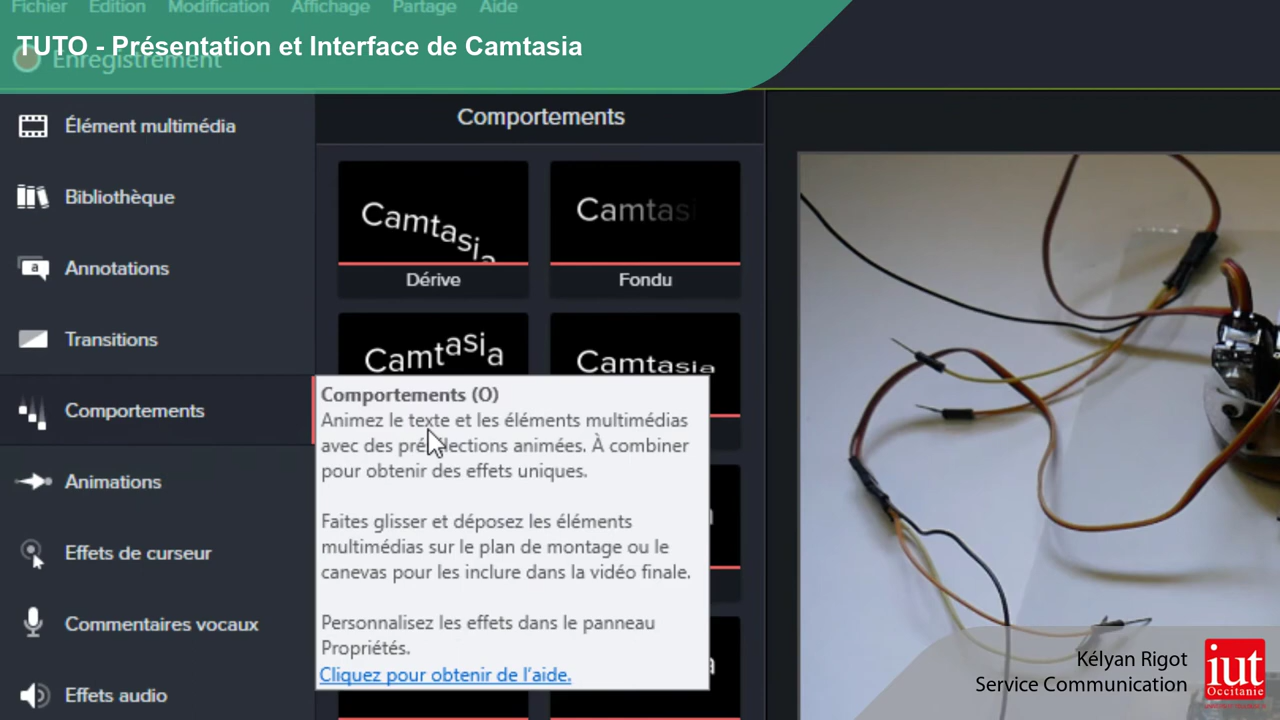 Fichier Édition Modification Affichage Partage Aide
TUTO - Présentation et Interface de Camtasia
Enregistrement
Élément multimédia
Bibliothèque
Annotations
Transitions
Comportements
Animations
Effets de curseur
Commentaires vocaux
Effets audio
Comportements
Camtasia
Dérive
Camtasi
Fondu
Camtasia
Camtasia
Comportements (O)
Animez le texte et les éléments multimédias
avec des présélections animées. À combiner
pour obtenir des effets uniques.
Faites glisser et déposez les éléments
multimédias sur le plan de montage ou le
canevas pour les inclure dans la vidéo finale.
Personnalisez les effets dans le panneau
Propriétés.
Cliquez pour obtenir de l'aide.
Kélyan Rigot
Service Communication
iut
Occitanie